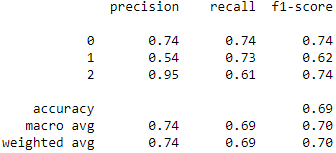 precision recall f1-score
0 0.74 0.74 0.74
1 0.54 0.73 0.62
2 0.95 0.61 0.74
accuracy 0.69
macro avg 0.74 0.69 0.70
weighted avg 0.74 0.69 0.70